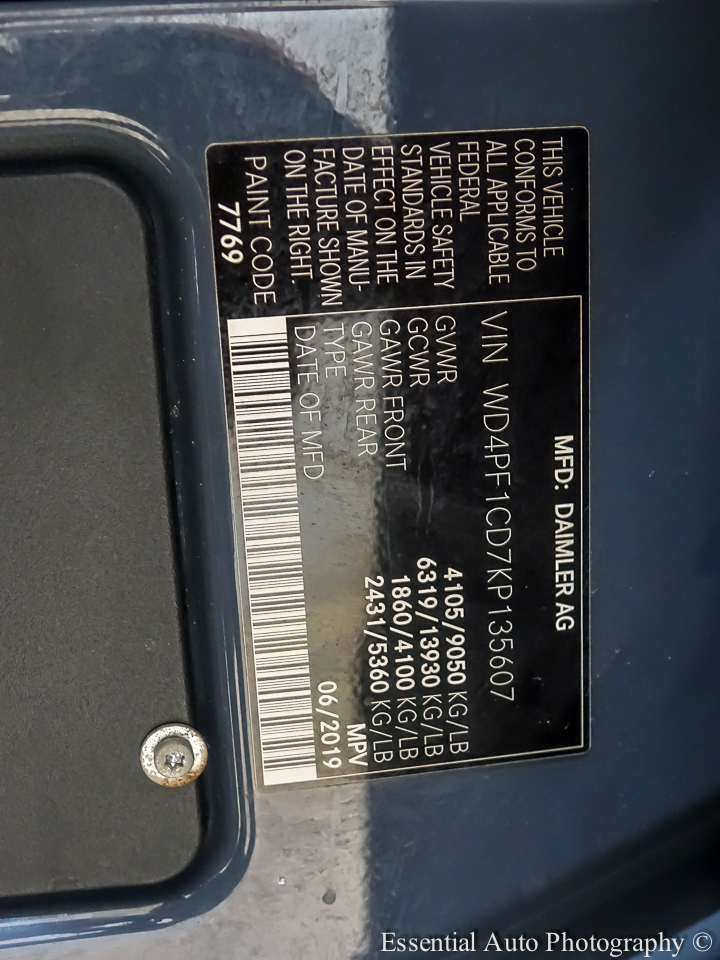 MFD: DAIMLER AG
THIS VEHICLE
CONFORMS TO
ALL APPLICABLE
FEDERAL
VEHICLE SAFETY
STANDARDS IN
EFFECT ON THE
DATE OF MANU-
FACTURE SHOWN
ON THE RIGHT.
PAINT CODE
7769
VIN WD4PF1CD7KP135607
GVWR 4105/9050 KG/LB
GCWR 6319/13930 KG/LB
GAWR FRONT 1860/4100 KG/LB
GAWR REAR 2431/5360 KG/LB
TYPE MPV
DATE OF MFD 06/2019
Essential Auto Photography ©